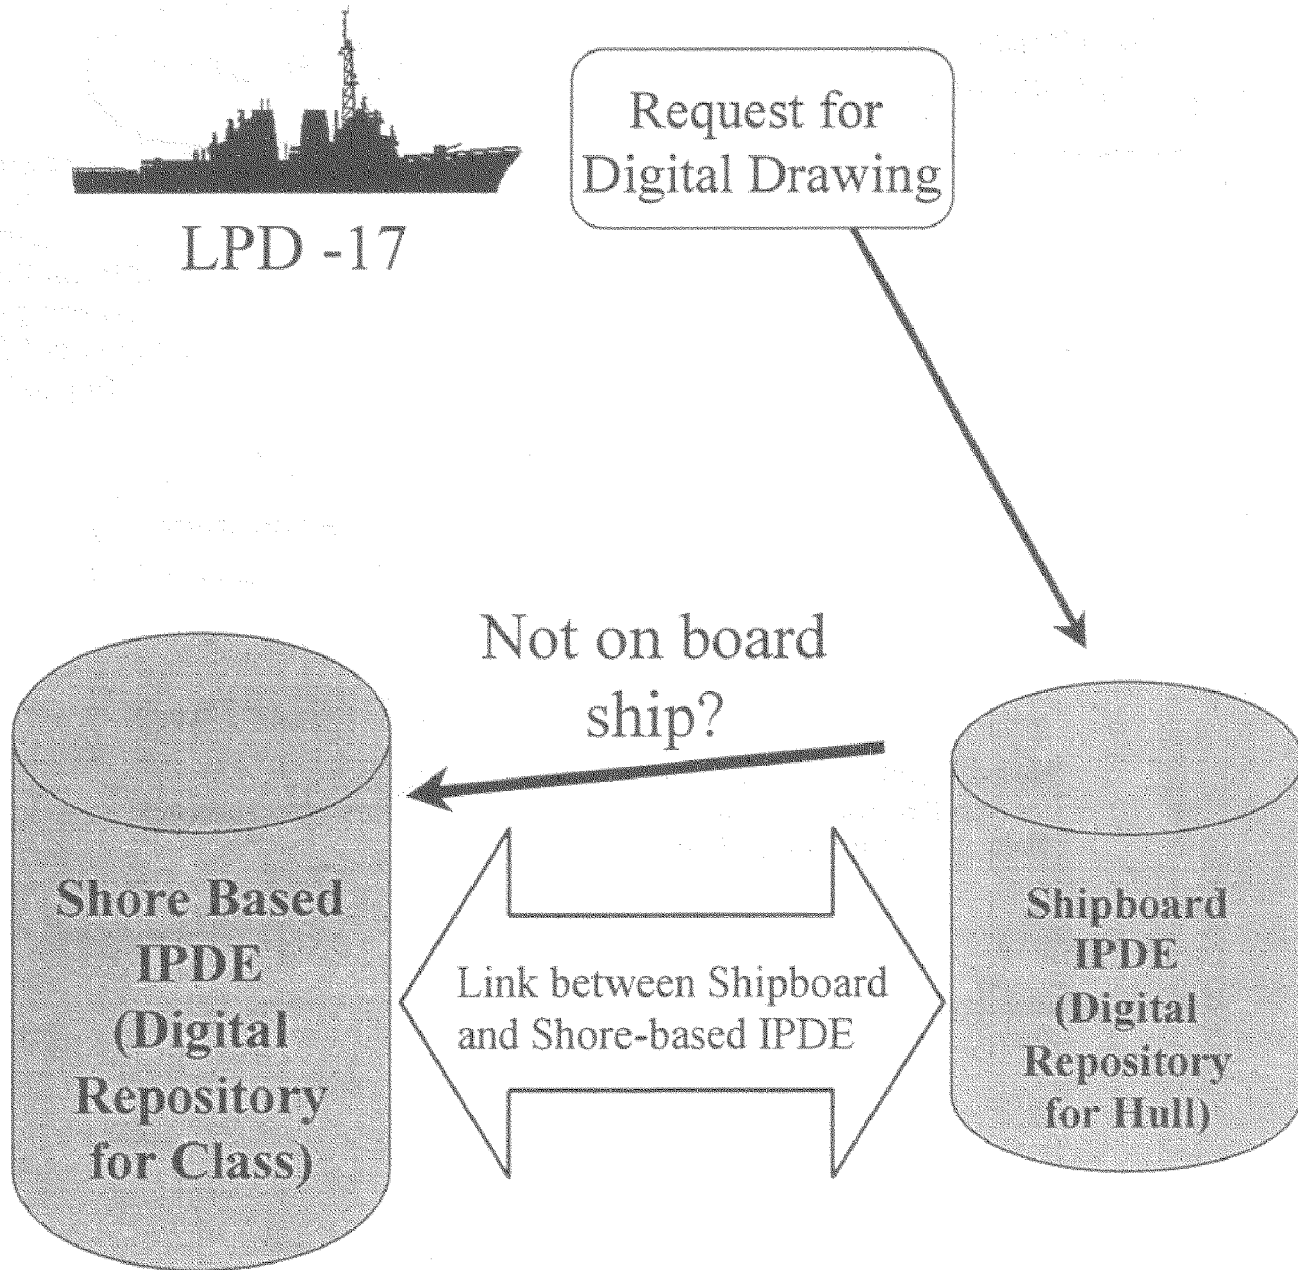 LPD -17
Request for
Digital Drawing
Not on board
ship?
Shore Based
IPDE
(Digital
Repository
for Class)
Link between Shipboard
and Shore-based IPDE
Shipboard
IPDE
(Digital
Repository
for Hull)